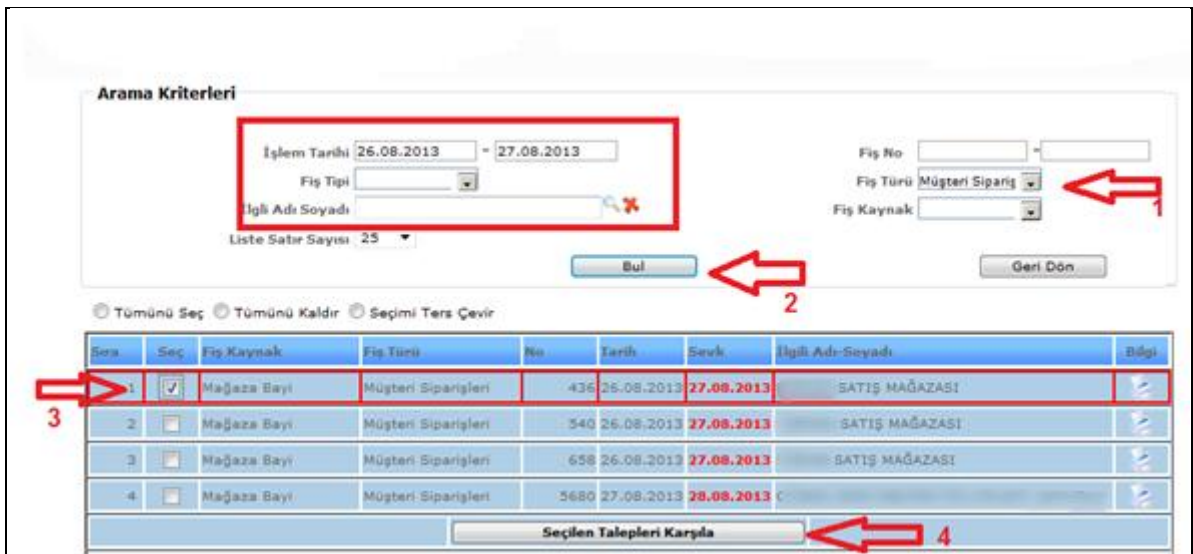 Arama Kriterleri
İşlem Tarihi 26.08.2013 - 27.08.2013
Fiş No -
Fiş Tipi
Fiş Türü Müşteri Sipariş
1
İlgili Adı Soyadı
Fiş Kaynak
Liste Satır Sayısı 25
Bul
Geri Dön
2
Tümünü Seç Tümünü Kaldır Seçimi Ters Çevir
Sıra Seç Fiş Kaynak Fiş Türü No Tarih Sevk İlgili Adı-Soyadı Bilgi
3
1 Mağaza Bayi Müşteri Siparişleri 436 26.08.2013 27.08.2013 SATIŞ MAĞAZASI
2 Mağaza Bayi Müşteri Siparişleri 540 26.08.2013 27.08.2013 SATIŞ MAĞAZASI
3 Mağaza Bayi Müşteri Siparişleri 658 26.08.2013 27.08.2013 SATIŞ MAĞAZASI
4 Mağaza Bayi Müşteri Siparişleri 5680 27.08.2013 28.08.2013
Seçilen Talepleri Karşıla
4